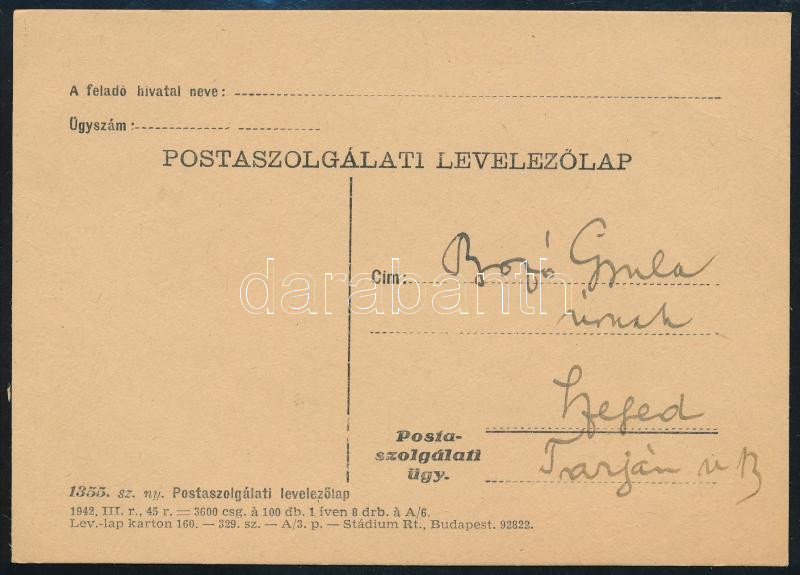 A feladó hivatal neve:
Ügyszám:
POSTASZOLGÁLATI LEVELEZŐLAP
Cím: Bozó Gyula
úrnak
Szeged
Tarján
Posta-
szolgálati
ügy.
darabanth
1355. sz. ny. Postaszolgálati levelezőlap
1942. III. r., 45 r. = 3600 csg. à 100 db. 1 íven 8 drb. à A/6.
Lev.-lap karton 160. — 329. sz. — A/3. p. — Stádium Rt., Budapest. 92822.